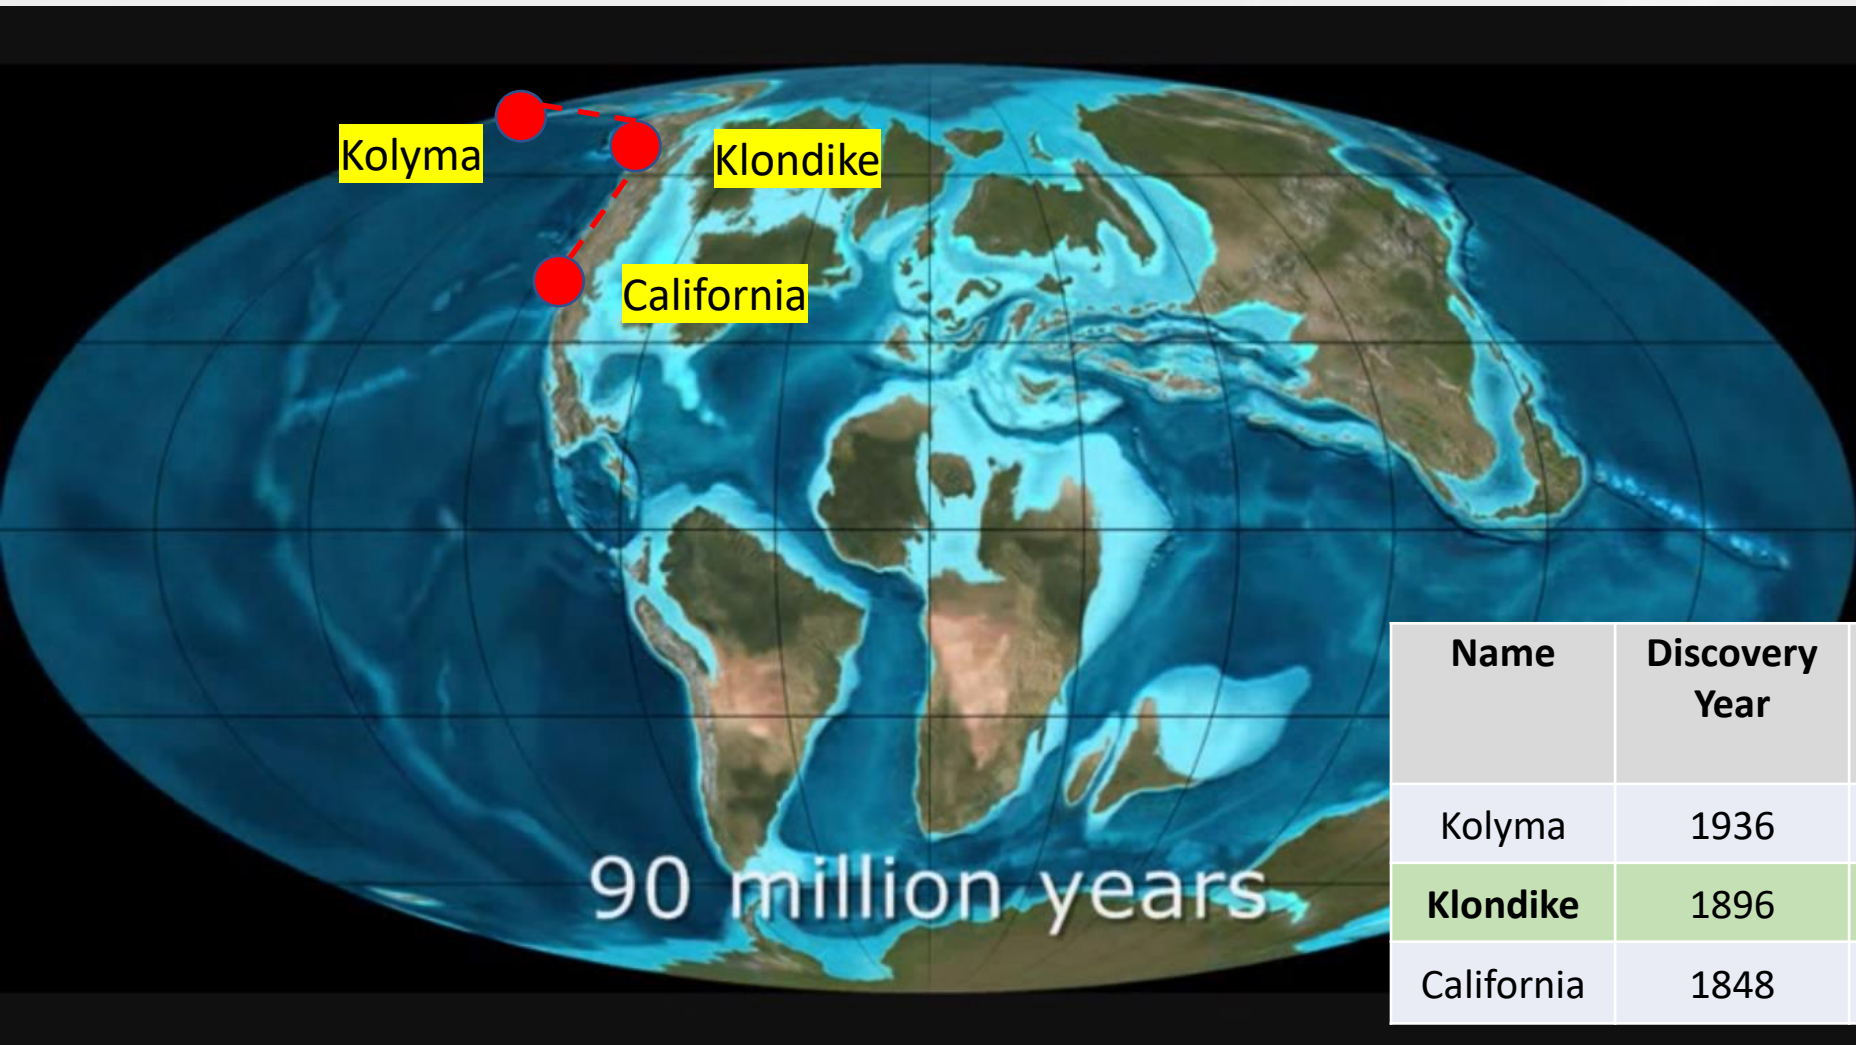 Kolyma
Klondike
California
90 million years
Name Discovery
Year
Kolyma 1936
Klondike 1896
California 1848